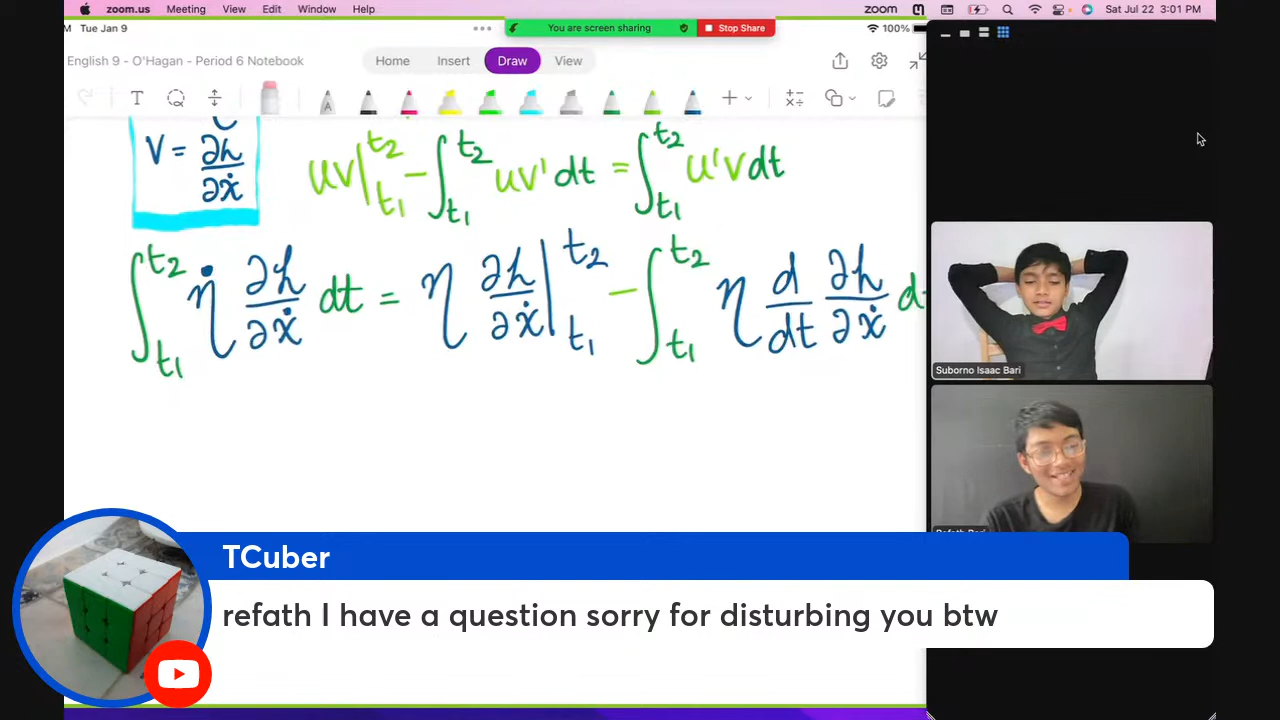 zoom.us Meeting View Edit Window Help zoom Sat Jul 22 3:01 PM
Tue Jan 9 ••• You are screen sharing Stop Share 100%
English 9 - O'Hagan - Period 6 Notebook Home Insert Draw View
T A
V = ∂L/∂ẋ
uv|_{t₁}^{t₂} − ∫_{t₁}^{t₂} uv' dt = ∫_{t₁}^{t₂} u'v dt
∫_{t₁}^{t₂} η̇ ∂L/∂ẋ dt = η ∂L/∂ẋ |_{t₁}^{t₂} − ∫_{t₁}^{t₂} η d/dt ∂L/∂ẋ d
Suborno Isaac Bari
Refath Bari
TCuber
refath I have a question sorry for disturbing you btw